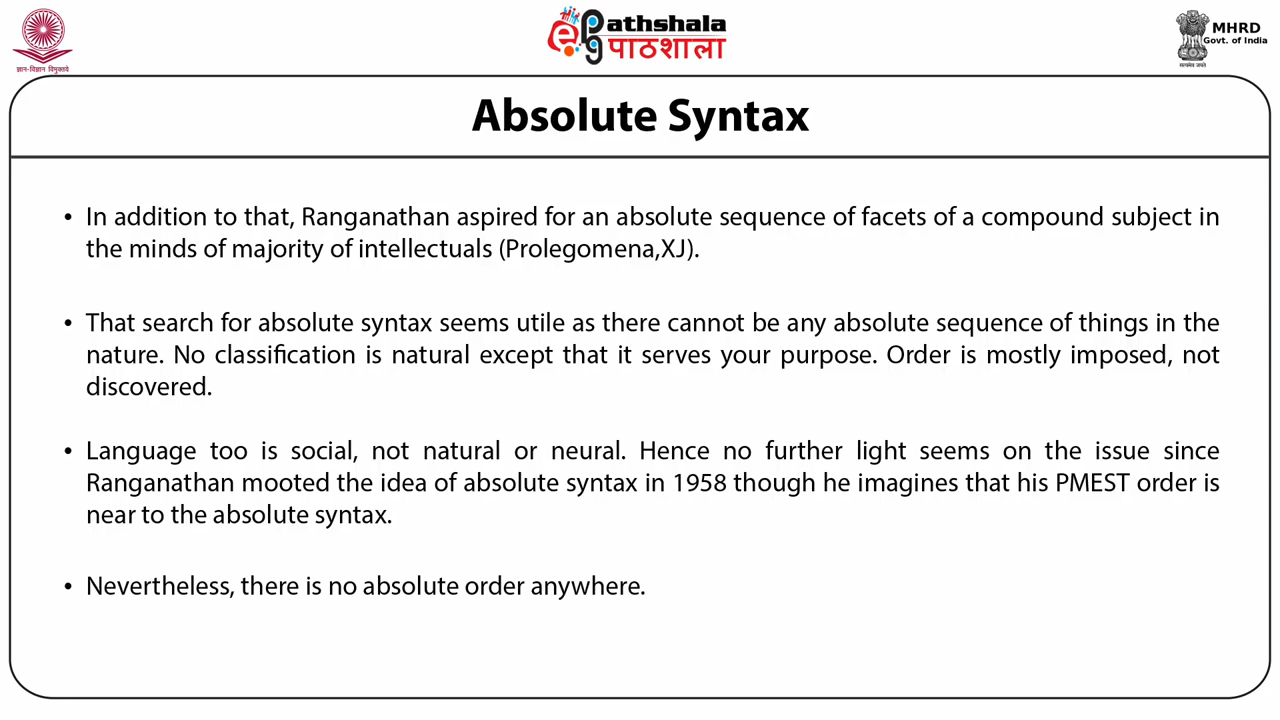 ज्ञान-विज्ञान विमुक्तये
ePathshala
पाठशाला
MHRD
Govt. of India
सत्यमेव जयते
Absolute Syntax
• In addition to that, Ranganathan aspired for an absolute sequence of facets of a compound subject in
the minds of majority of intellectuals (Prolegomena,XJ).
• That search for absolute syntax seems utile as there cannot be any absolute sequence of things in the
nature. No classification is natural except that it serves your purpose. Order is mostly imposed, not
discovered.
• Language too is social, not natural or neural. Hence no further light seems on the issue since
Ranganathan mooted the idea of absolute syntax in 1958 though he imagines that his PMEST order is
near to the absolute syntax.
• Nevertheless, there is no absolute order anywhere.